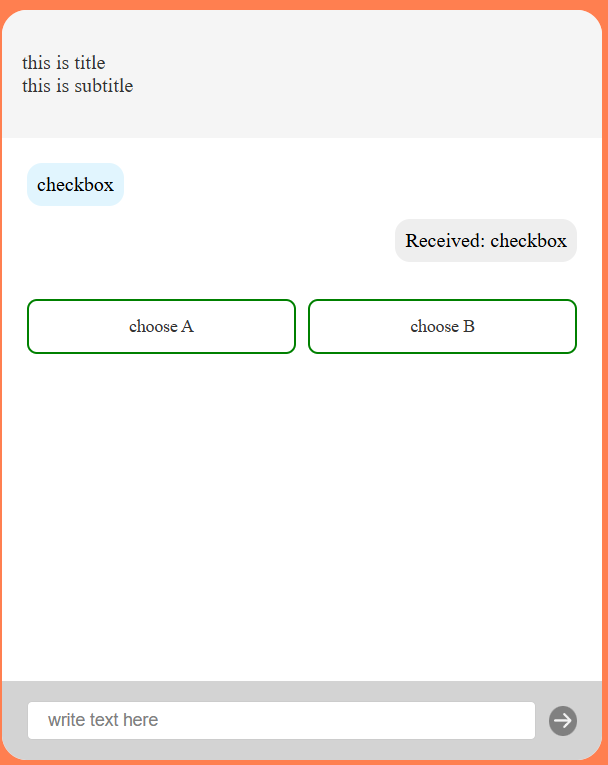 this is title
this is subtitle
checkbox
Received: checkbox
choose A
choose B
write text here